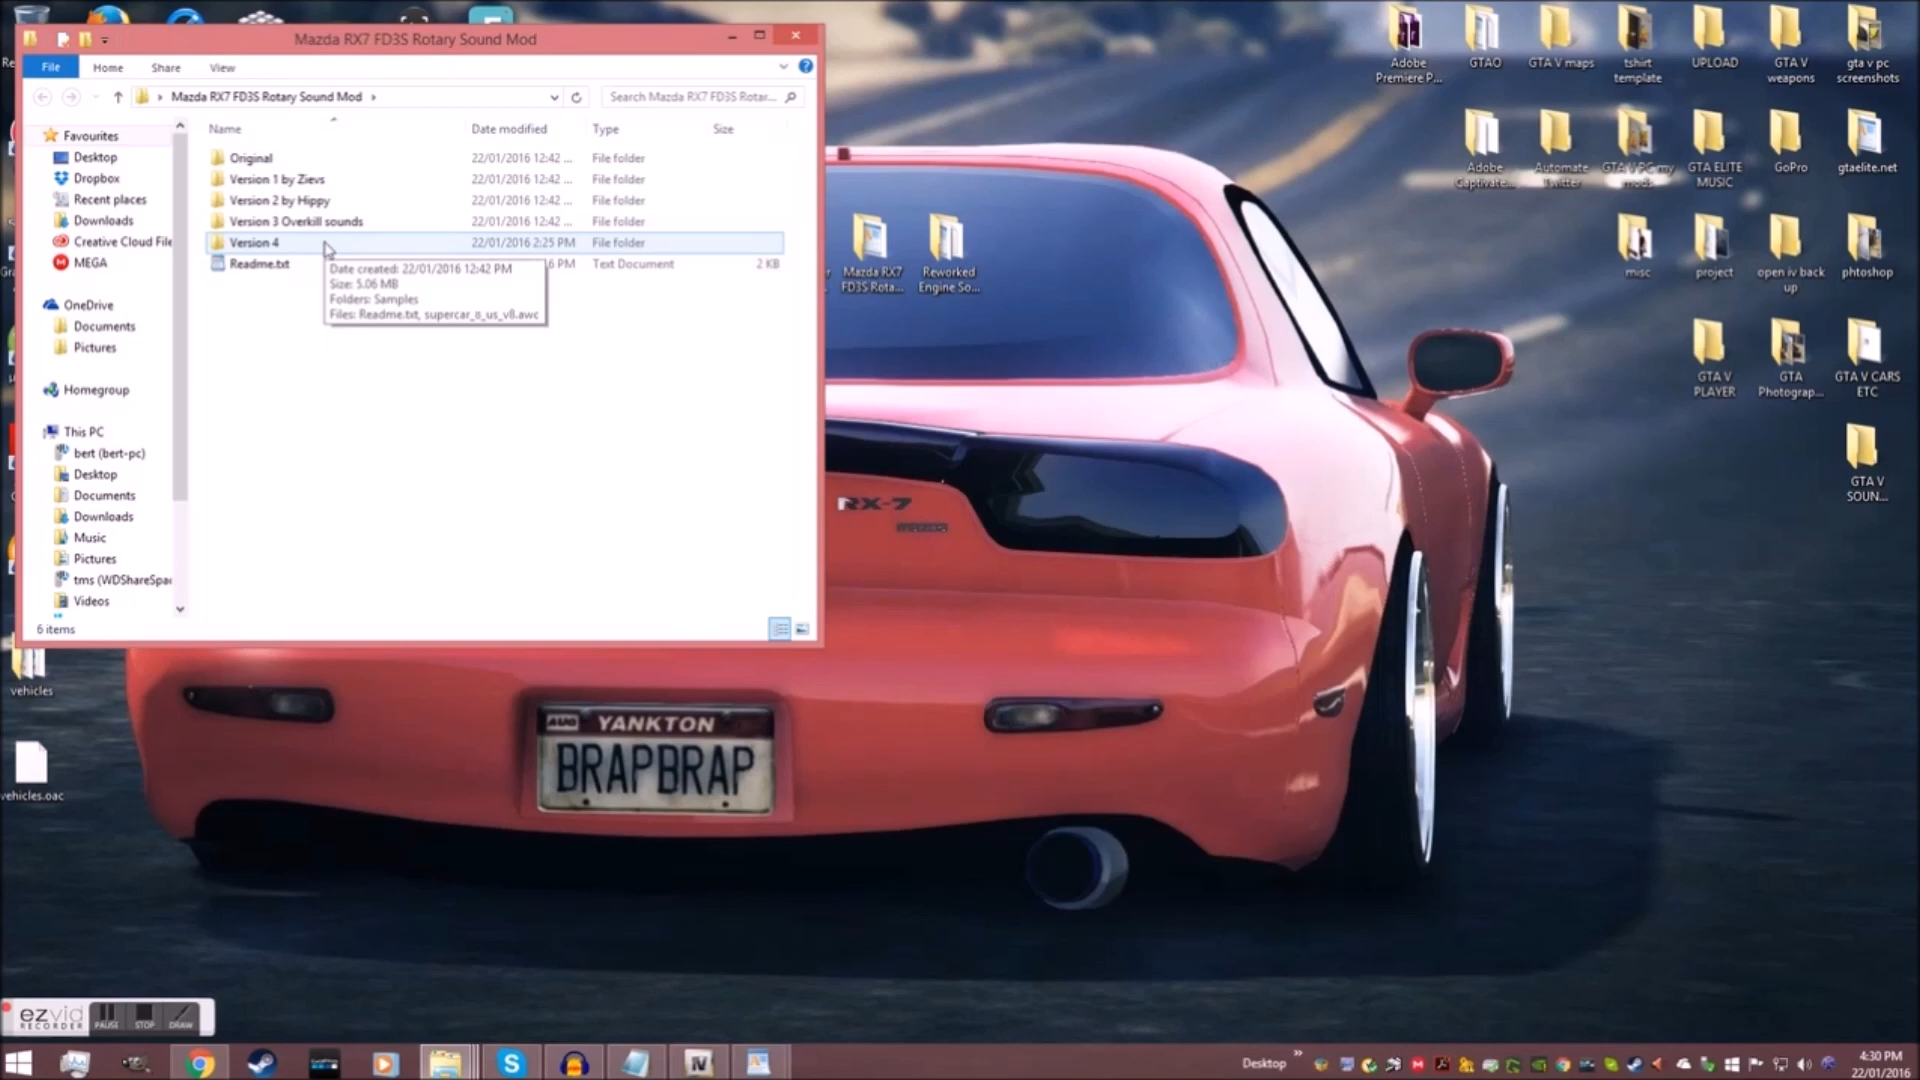 Mazda RX7 FD3S Rotary Sound Mod
File Home Share View
Mazda RX7 FD3S Rotary Sound Mod
Search Mazda RX7 FD3S Rotar...
Name Date modified Type Size
Original 22/01/2016 12:42 ... File folder
Version 1 by Zievs 22/01/2016 12:42 ... File folder
Version 2 by Hippy 22/01/2016 12:42 ... File folder
Version 3 Overkill sounds 22/01/2016 12:42 ... File folder
Version 4 22/01/2016 2:25 PM File folder
Readme.txt 6 PM Text Document 2 KB
Date created: 22/01/2016 12:42 PM
Size: 5.06 MB
Folders: Samples
Files: Readme.txt, supercar_8_us_v8.awc
Favourites
Desktop
Dropbox
Recent places
Downloads
Creative Cloud File
MEGA
OneDrive
Documents
Pictures
Homegroup
This PC
bert (bert-pc)
Desktop
Documents
Downloads
Music
Pictures
tms (WDShareSpa
Videos
6 items
vehicles
vehicles.oac
Mazda RX7 FD3S Rota...
Reworked Engine So...
Adobe Premiere P...
GTAO
GTA V maps
tshirt template
UPLOAD
GTA V weapons
gta v pc screenshots
Adobe Captivate...
Automate Twitter
GTA V PC my mods
GTA ELITE MUSIC
GoPro
gtaelite.net
misc
project
open iv back up
phtoshop
GTA V PLAYER
GTA Photograp...
GTA V CARS ETC
GTA V SOUN...
RX-7
MAZDA
AUG YANKTON
BRAPBRAP
ezvid
RECORDER
PAUSE STOP DRAW
Desktop
4:30 PM
22/01/2016